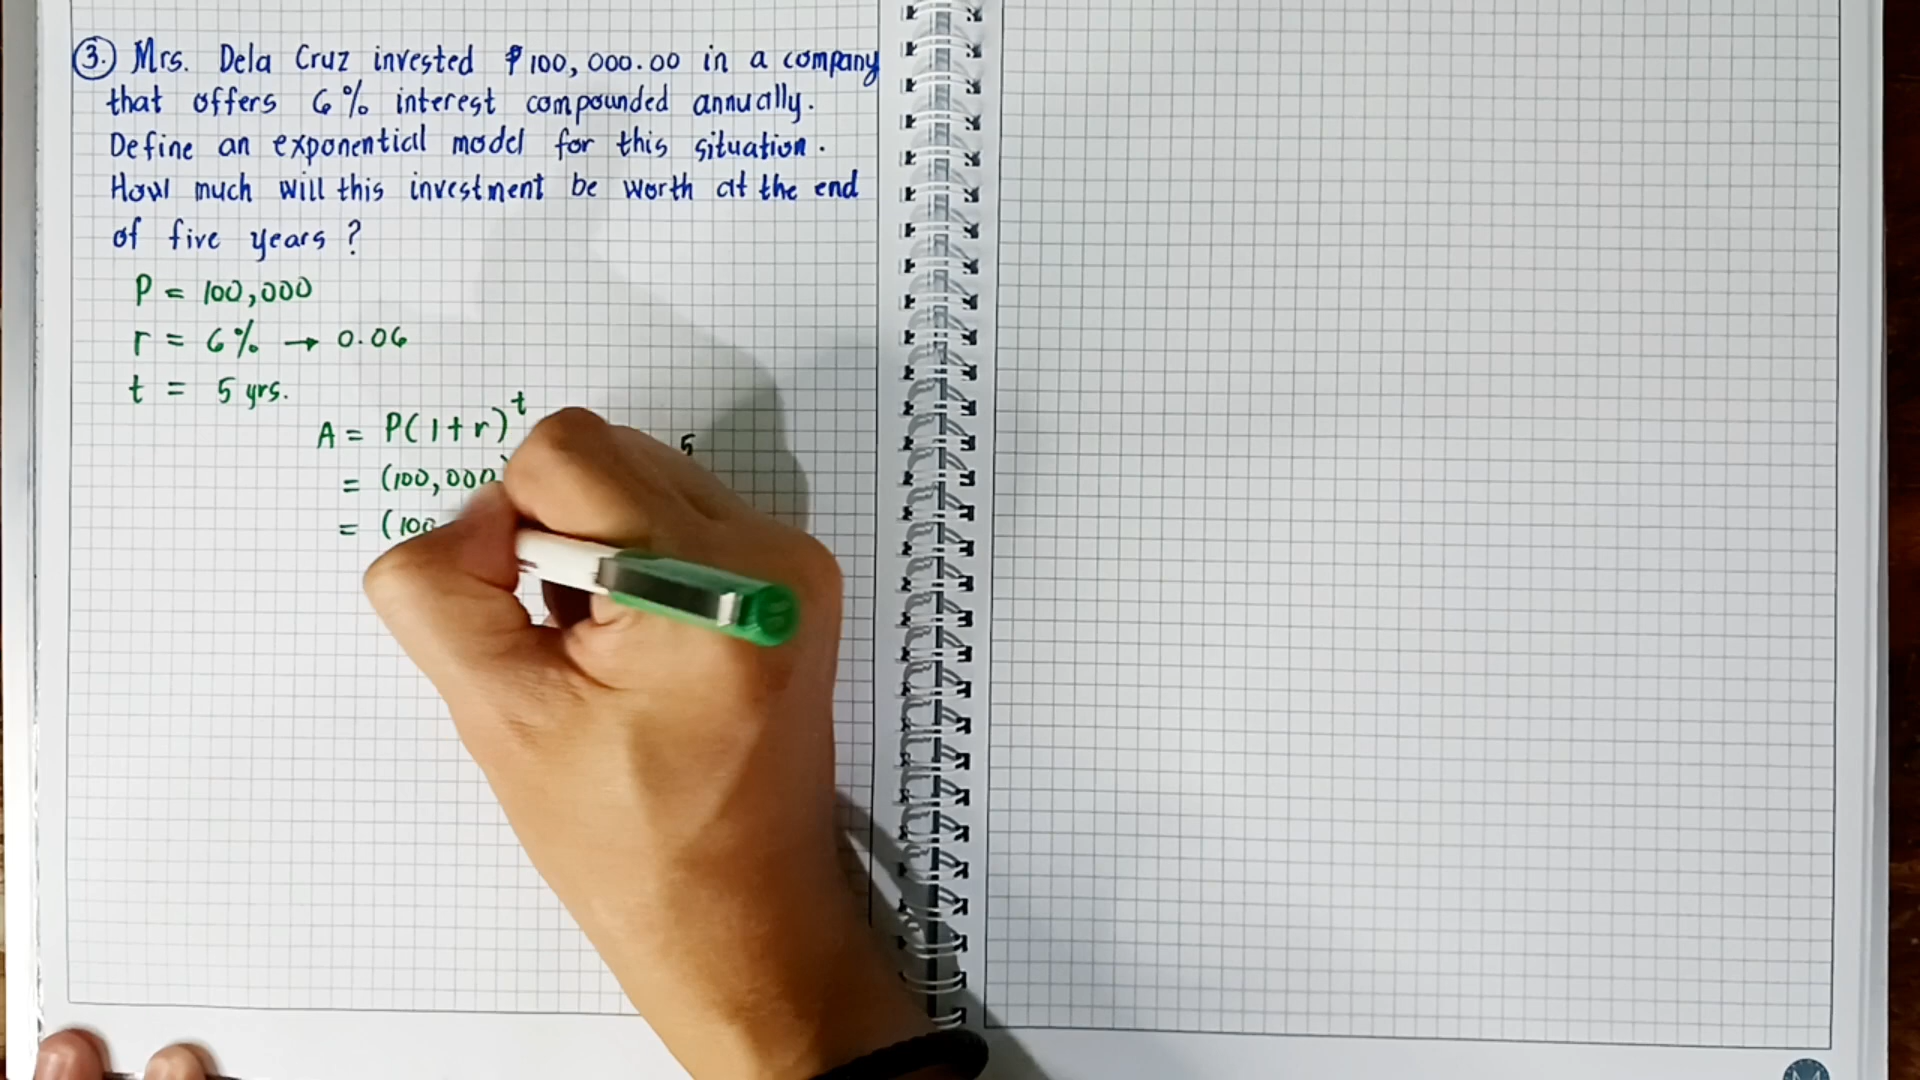 3. Mrs. Dela Cruz invested ₱100,000.00 in a company
that offers 6% interest compounded annually.
Define an exponential model for this situation.
How much will this investment be worth at the end
of five years?
P = 100,000
r = 6% → 0.06
t = 5 yrs.
A = P(1+r)^t
= (100,000 5
= (100